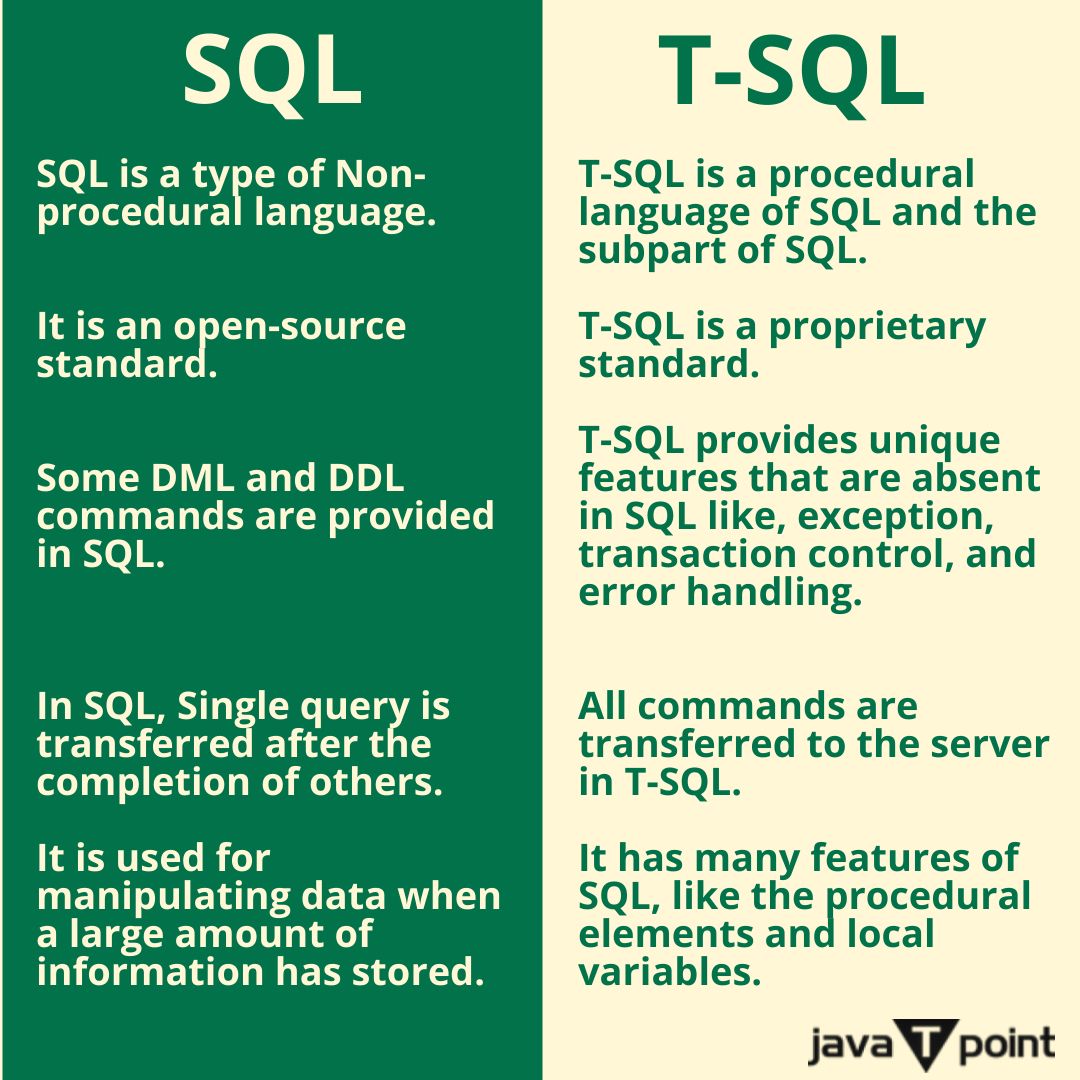 SQL
SQL is a type of Non-
procedural language.
It is an open-source
standard.
Some DML and DDL
commands are provided
in SQL.
In SQL, Single query is
transferred after the
completion of others.
It is used for
manipulating data when
a large amount of
information has stored.
T-SQL
T-SQL is a procedural
language of SQL and the
subpart of SQL.
T-SQL is a proprietary
standard.
T-SQL provides unique
features that are absent
in SQL like, exception,
transaction control, and
error handling.
All commands are
transferred to the server
in T-SQL.
It has many features of
SQL, like the procedural
elements and local
variables.
java T point